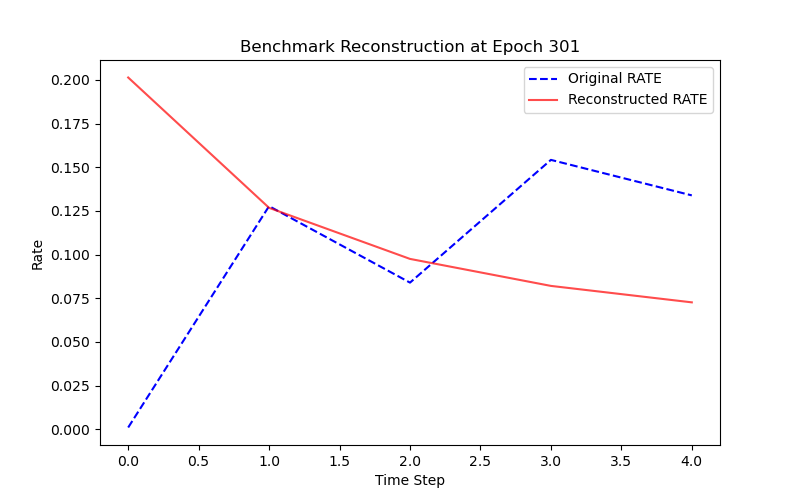 Benchmark Reconstruction at Epoch 301
Original RATE
Reconstructed RATE
Rate
0.200
0.175
0.150
0.125
0.100
0.075
0.050
0.025
0.000
0.0 0.5 1.0 1.5 2.0 2.5 3.0 3.5 4.0
Time Step